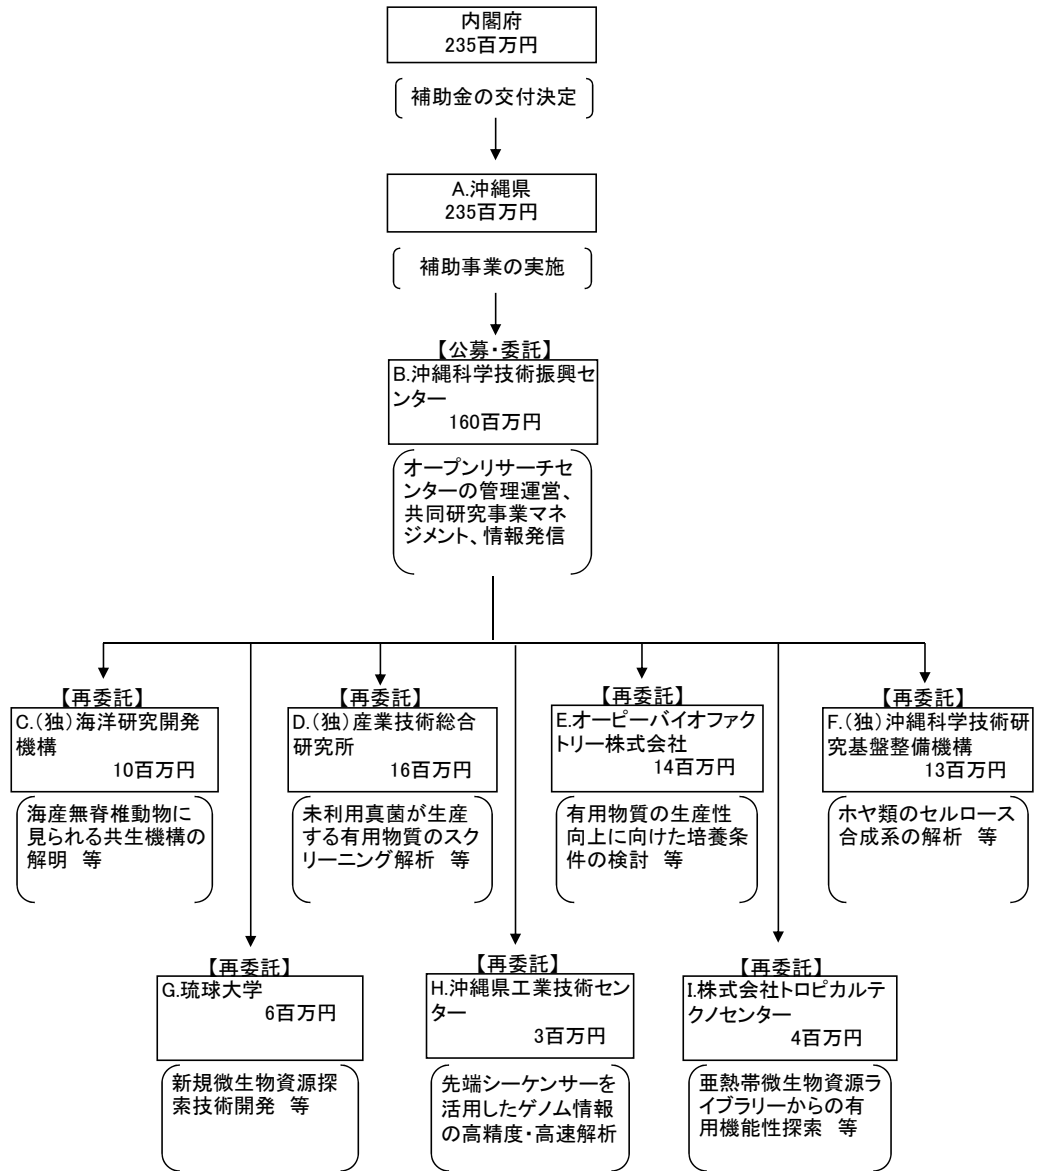 内閣府
235百万円
補助金の交付決定
A.沖縄県
235百万円
補助事業の実施
【公募・委託】
B.沖縄科学技術振興セ
ンター
160百万円
オープンリサーチセ
ンターの管理運営、
共同研究事業マネ
ジメント、情報発信
【再委託】
C.(独)海洋研究開発
機構
10百万円
海産無脊椎動物に
見られる共生機構の
解明 等
【再委託】
D.(独)産業技術総合
研究所
16百万円
未利用真菌が生産
する有用物質のスク
リーニング解析 等
【再委託】
E.オーピーバイオファク
トリー株式会社
14百万円
有用物質の生産性
向上に向けた培養条
件の検討 等
【再委託】
F.(独)沖縄科学技術研
究基盤整備機構
13百万円
ホヤ類のセルロース
合成系の解析 等
【再委託】
G.琉球大学
6百万円
新規微生物資源探
索技術開発 等
【再委託】
H.沖縄県工業技術セン
ター
3百万円
先端シーケンサーを
活用したゲノム情報
の高精度・高速解析
【再委託】
I.株式会社トロピカルテ
クノセンター
4百万円
亜熱帯微生物資源ラ
イブラリーからの有
用機能性探索 等